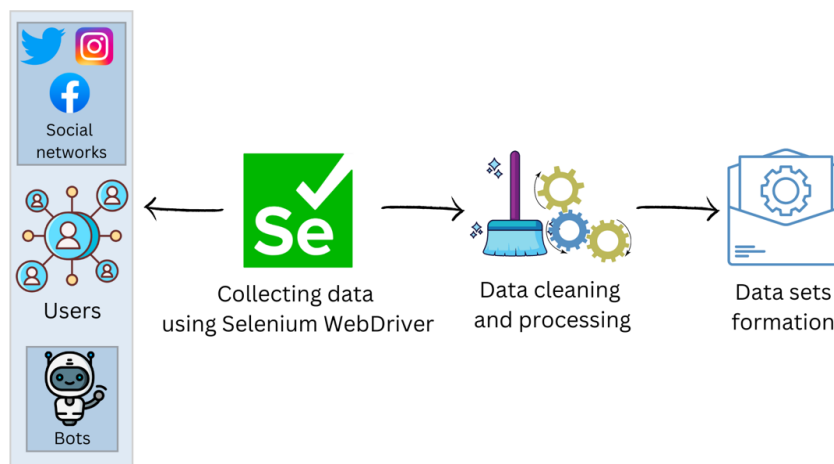 Social
networks
Users
Bots
Se
Collecting data
using Selenium WebDriver
Data cleaning
and processing
Data sets
formation